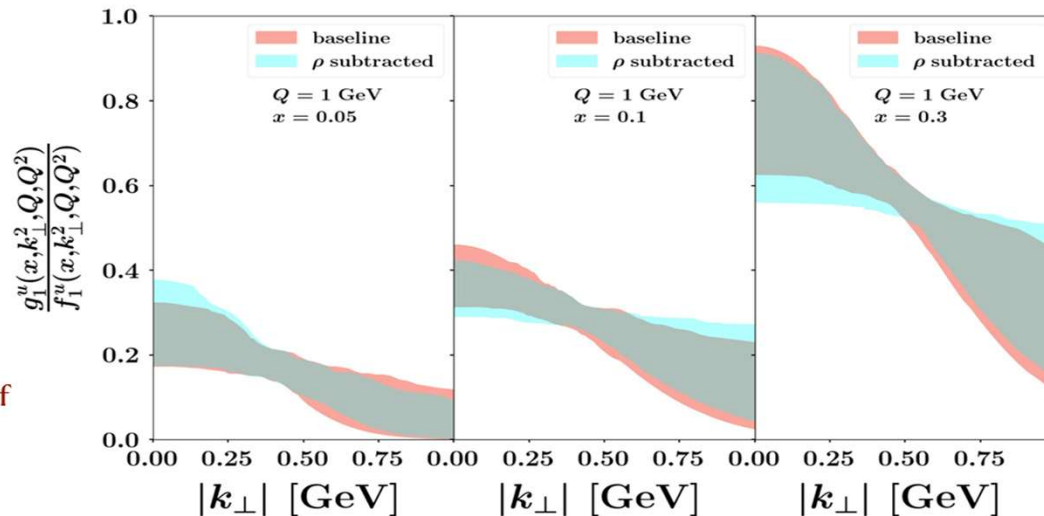 1.0
0.8
0.6
0.4
0.2
0.0
g_1^u(x,k_⊥^2,Q,Q^2)
f_1^u(x,k_⊥^2,Q,Q^2)
f
baseline
ρ subtracted
Q = 1 GeV
x = 0.05
baseline
ρ subtracted
Q = 1 GeV
x = 0.1
baseline
ρ subtracted
Q = 1 GeV
x = 0.3
0.00 0.25 0.50 0.75 0.00 0.25 0.50 0.75 0.00 0.25 0.50 0.75
|k_⊥| [GeV] |k_⊥| [GeV] |k_⊥| [GeV]